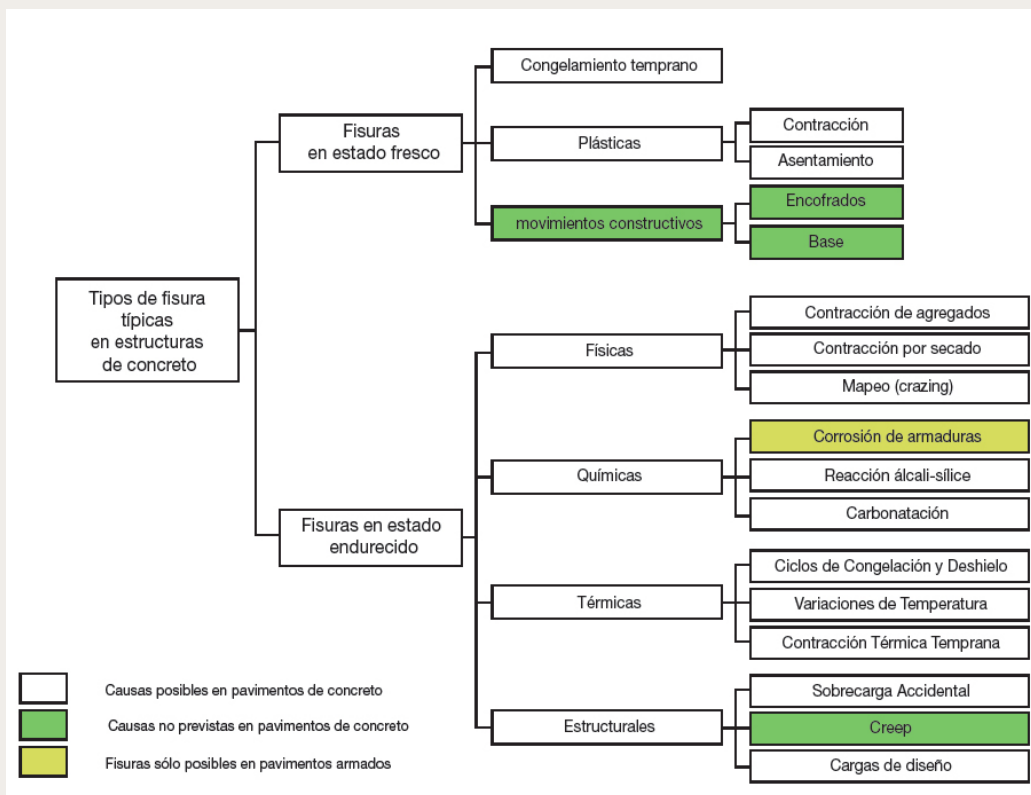 Tipos de fisura
típicas
en estructuras
de concreto
Fisuras
en estado fresco
Congelamiento temprano
Plásticas
Contracción
Asentamiento
movimientos constructivos
Encofrados
Base
Fisuras en estado
endurecido
Físicas
Contracción de agregados
Contracción por secado
Mapeo (crazing)
Químicas
Corrosión de armaduras
Reacción álcali-sílice
Carbonatación
Térmicas
Ciclos de Congelación y Deshielo
Variaciones de Temperatura
Contracción Térmica Temprana
Estructurales
Sobrecarga Accidental
Creep
Cargas de diseño
Causas posibles en pavimentos de concreto
Causas no previstas en pavimentos de concreto
Fisuras sólo posibles en pavimentos armados